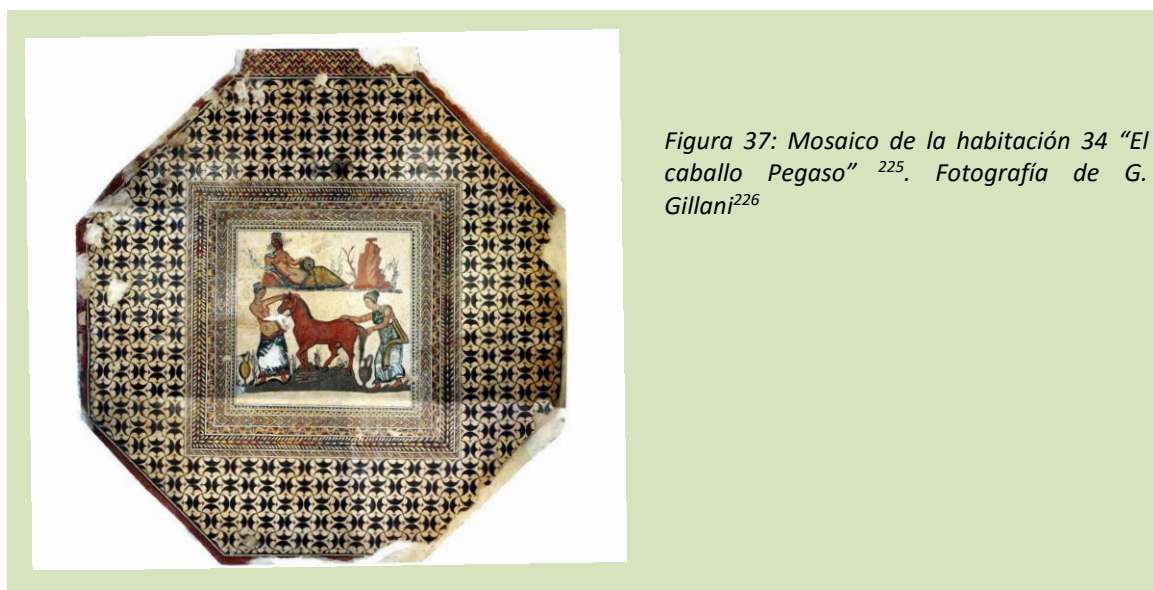 Figura 37: Mosaico de la habitación 34 “El
caballo Pegaso” 225. Fotografía de G.
Gillani226